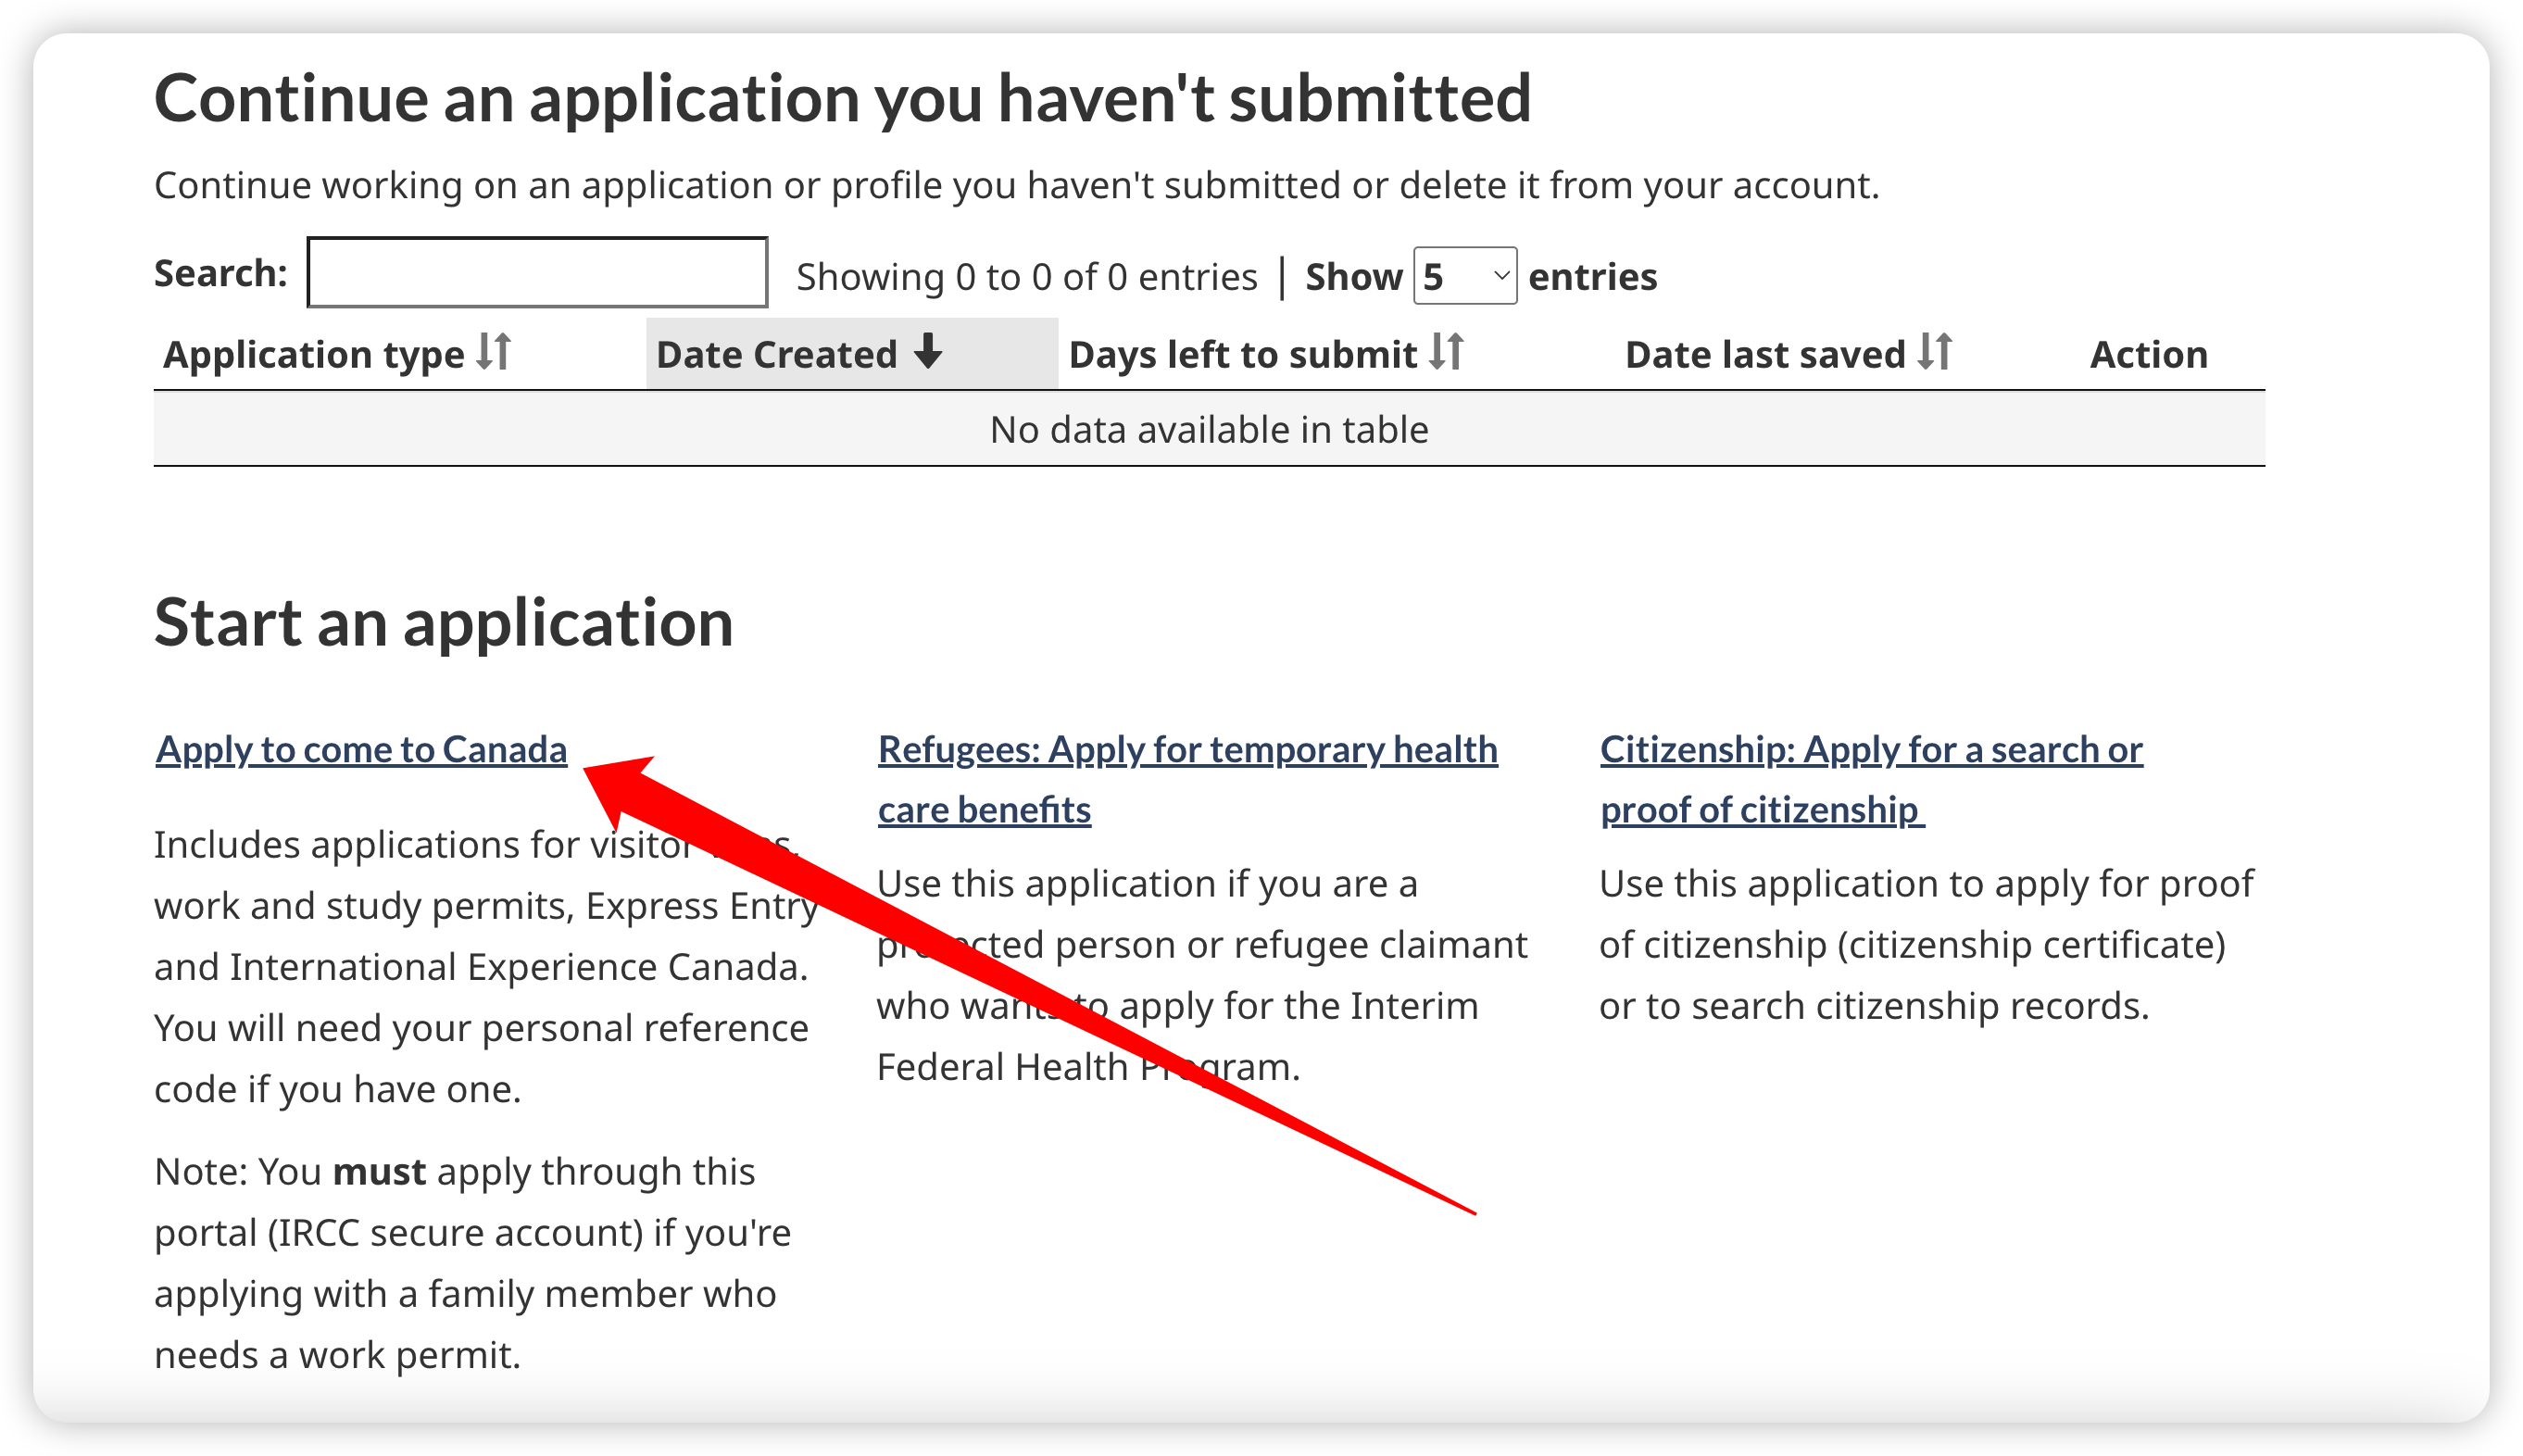 Continue an application you haven't submitted
Continue working on an application or profile you haven't submitted or delete it from your account.
Search: Showing 0 to 0 of 0 entries | Show 5 entries
Application type Date Created Days left to submit Date last saved Action
No data available in table
Start an application
Apply to come to Canada
Includes applications for visitor
work and study permits, Express Entry
and International Experience Canada.
You will need your personal reference
code if you have one.
Note: You must apply through this
portal (IRCC secure account) if you're
applying with a family member who
needs a work permit.
Refugees: Apply for temporary health
care benefits
Use this application if you are a
protected person or refugee claimant
who wants to apply for the Interim
Federal Health Program.
Citizenship: Apply for a search or
proof of citizenship
Use this application to apply for proof
of citizenship (citizenship certificate)
or to search citizenship records.